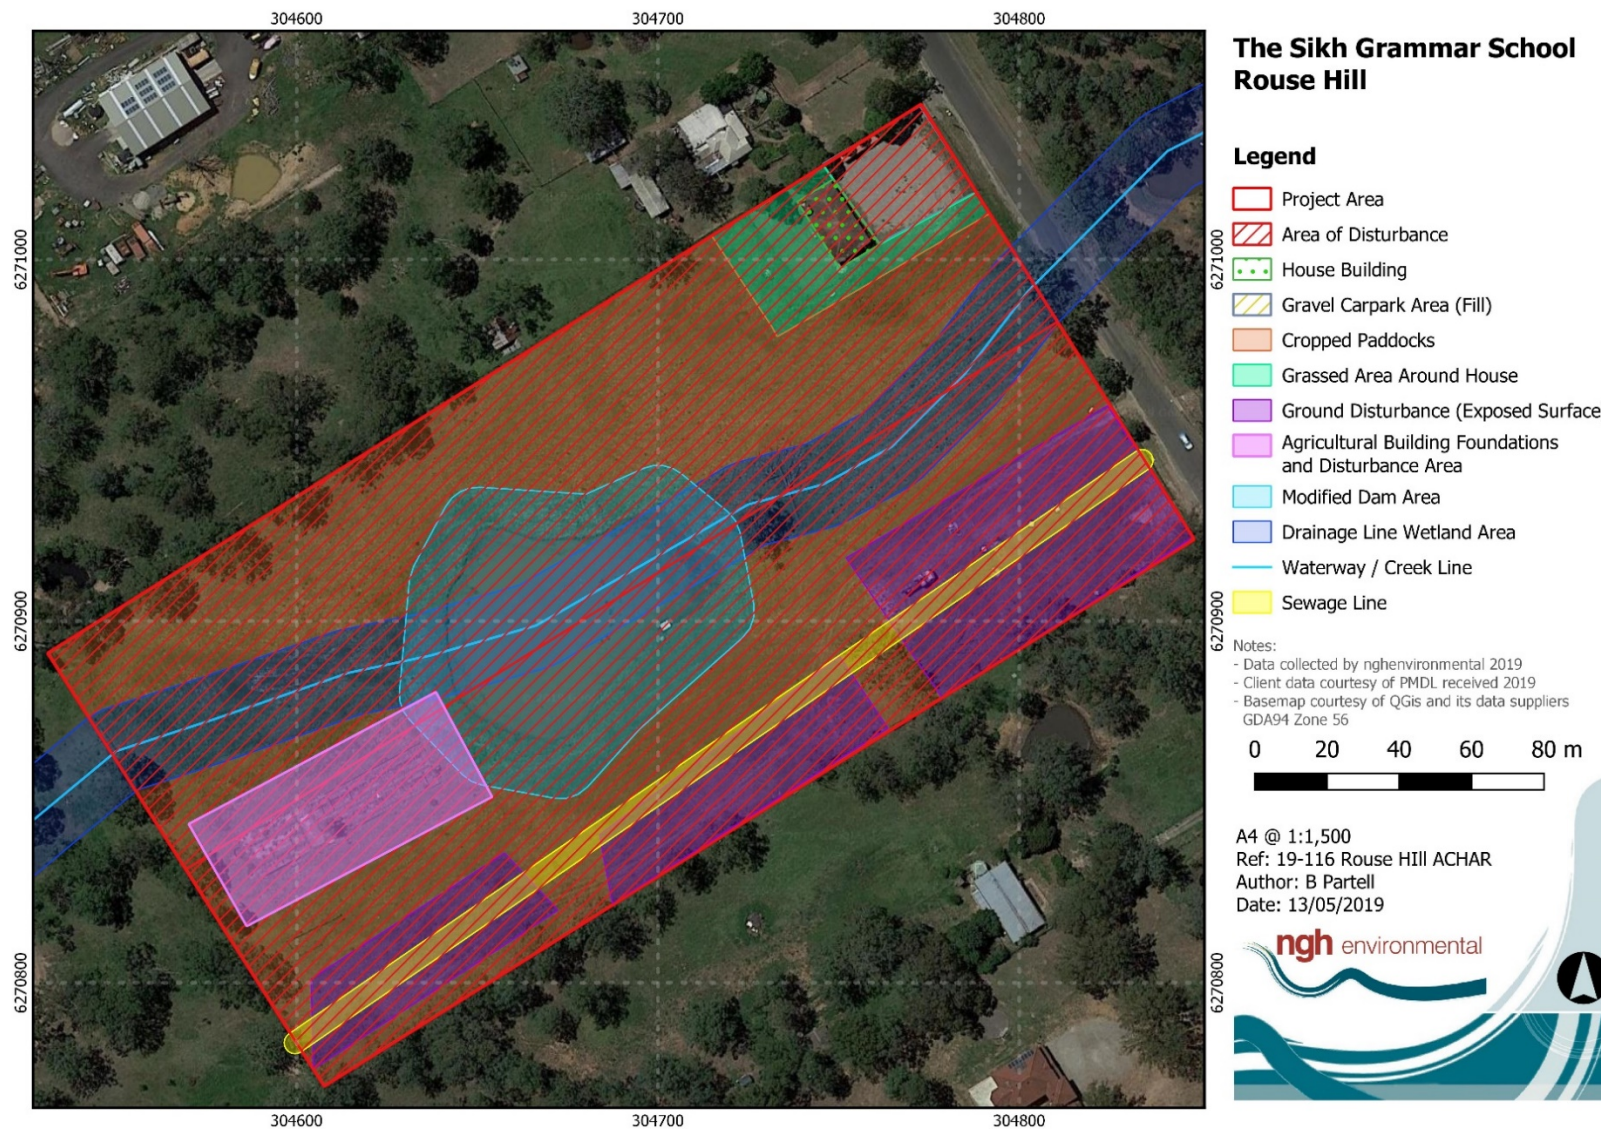 304600 304700 304800
The Sikh Grammar School
Rouse Hill
Legend
Project Area
Area of Disturbance
House Building
Gravel Carpark Area (Fill)
Cropped Paddocks
Grassed Area Around House
Ground Disturbance (Exposed Surface
Agricultural Building Foundations
and Disturbance Area
Modified Dam Area
Drainage Line Wetland Area
Waterway / Creek Line
Sewage Line
Notes:
- Data collected by nghenvironmental 2019
- Client data courtesy of PMDL received 2019
- Basemap courtesy of QGis and its data suppliers
GDA94 Zone 56
0 20 40 60 80 m
A4 @ 1:1,500
Ref: 19-116 Rouse HIll ACHAR
Author: B Partell
Date: 13/05/2019
ngh environmental
6271000 6271000
6270900 6270900
6270800 6270800
304600 304700 304800